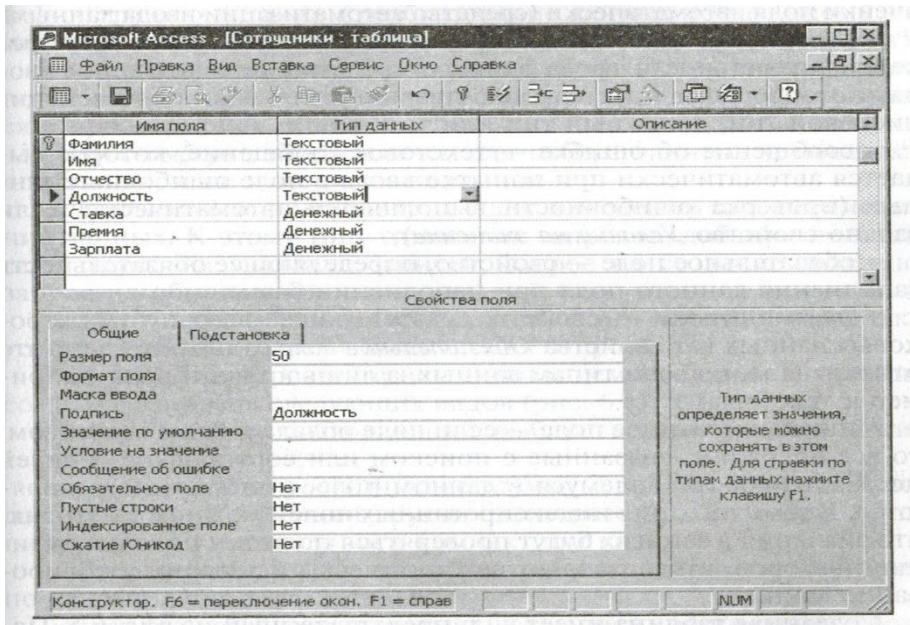 Microsoft Access - [Сотрудники : таблица]
Файл Правка Вид Вставка Сервис Окно Справка
Имя поля Тип данных Описание
Фамилия Текстовый
Имя Текстовый
Отчество Текстовый
Должность Текстовый
Ставка Денежный
Премия Денежный
Зарплата Денежный
Свойства поля
Общие Подстановка
Размер поля 50
Формат поля
Маска ввода
Подпись Должность
Значение по умолчанию
Условие на значение
Сообщение об ошибке
Обязательное поле Нет
Пустые строки Нет
Индексированное поле Нет
Сжатие Юникод Нет
Тип данных
определяет значения,
которые можно
сохранять в этом
поле. Для справки по
типам данных нажмите
клавишу F1.
Конструктор. F6 = переключение окон. F1 = справ NUM